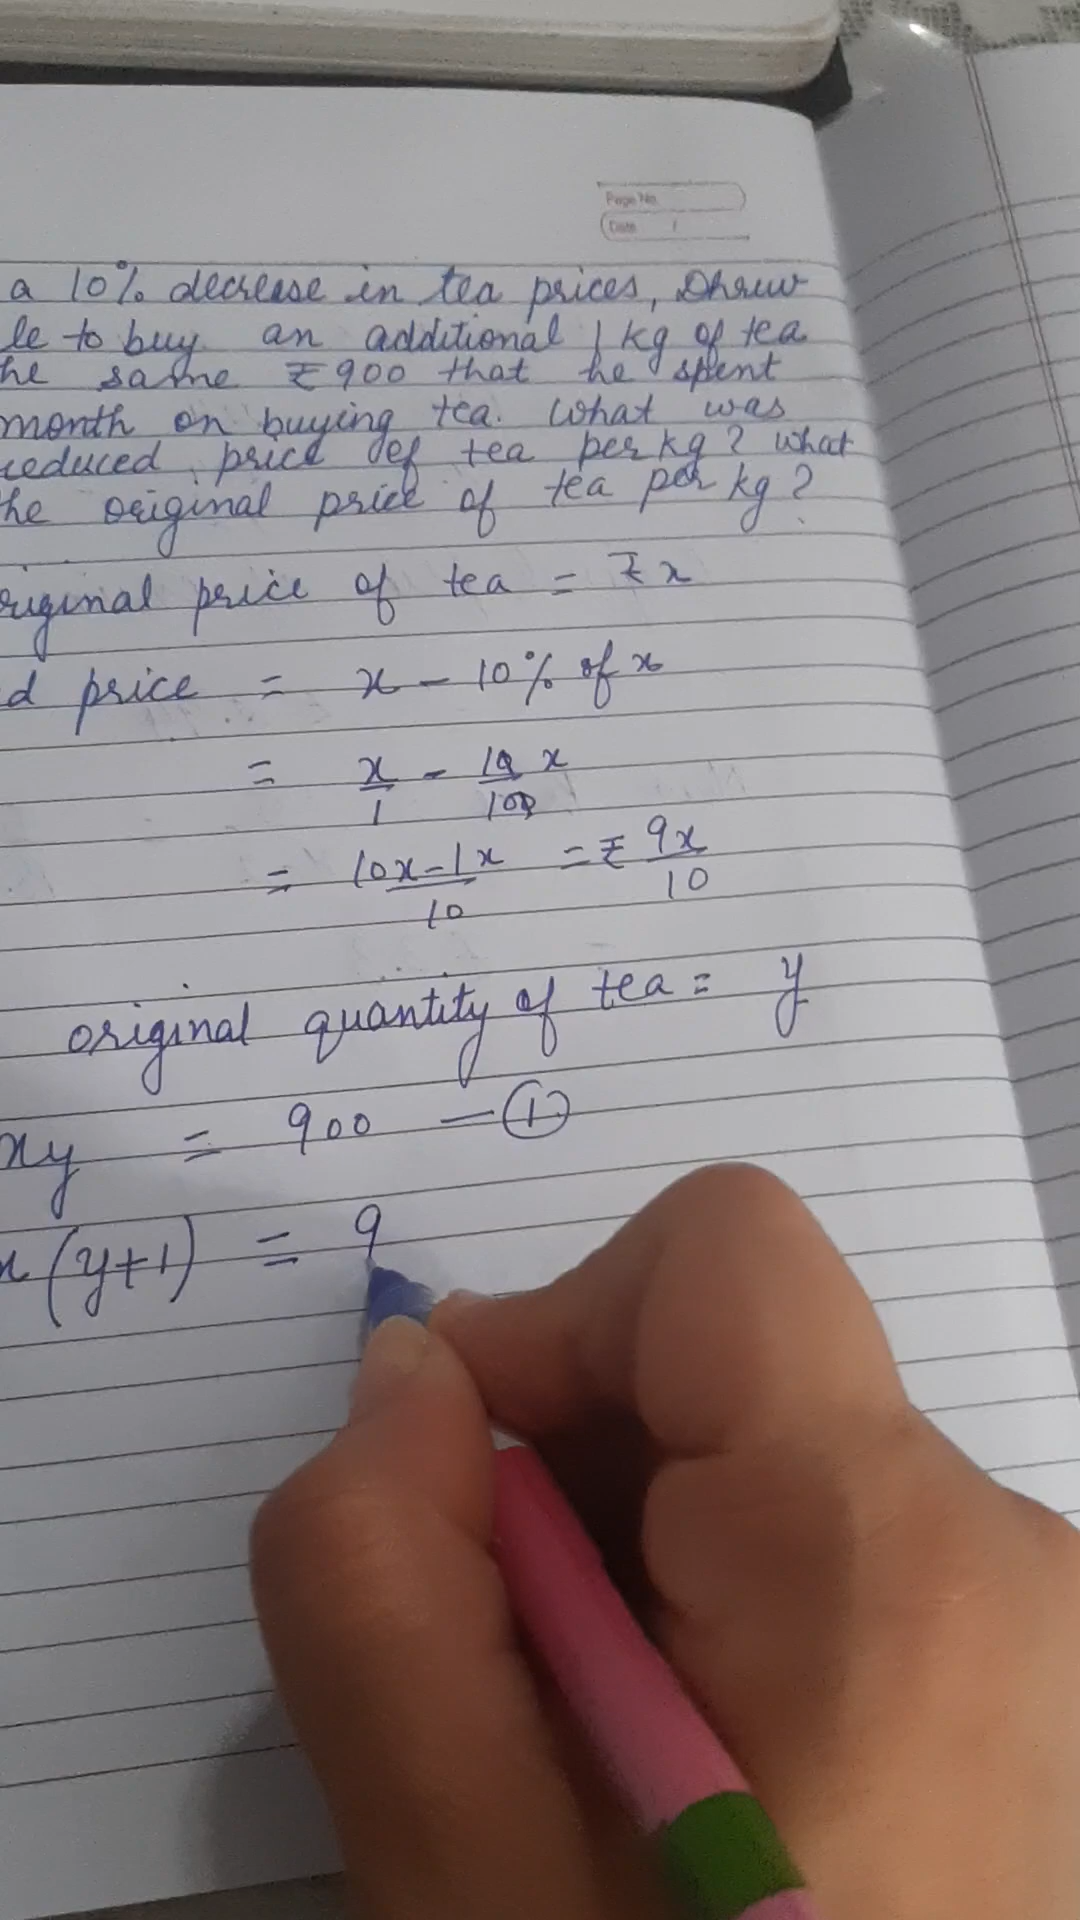 Page No.
Date /
a 10% decrease in tea prices, Dhruv
le to buy an additional 1 kg of tea
he same ₹900 that he spent
month on buying tea. What was
reduced price of tea per kg? what
he original price of tea per kg?
riginal price of tea = ₹ x
d price = x - 10% of x
= x/1 - 10/100 x
= 10x-1x/10 = ₹ 9x/10
original quantity of tea = y
xy = 900 — ①
x (y+1) = 9